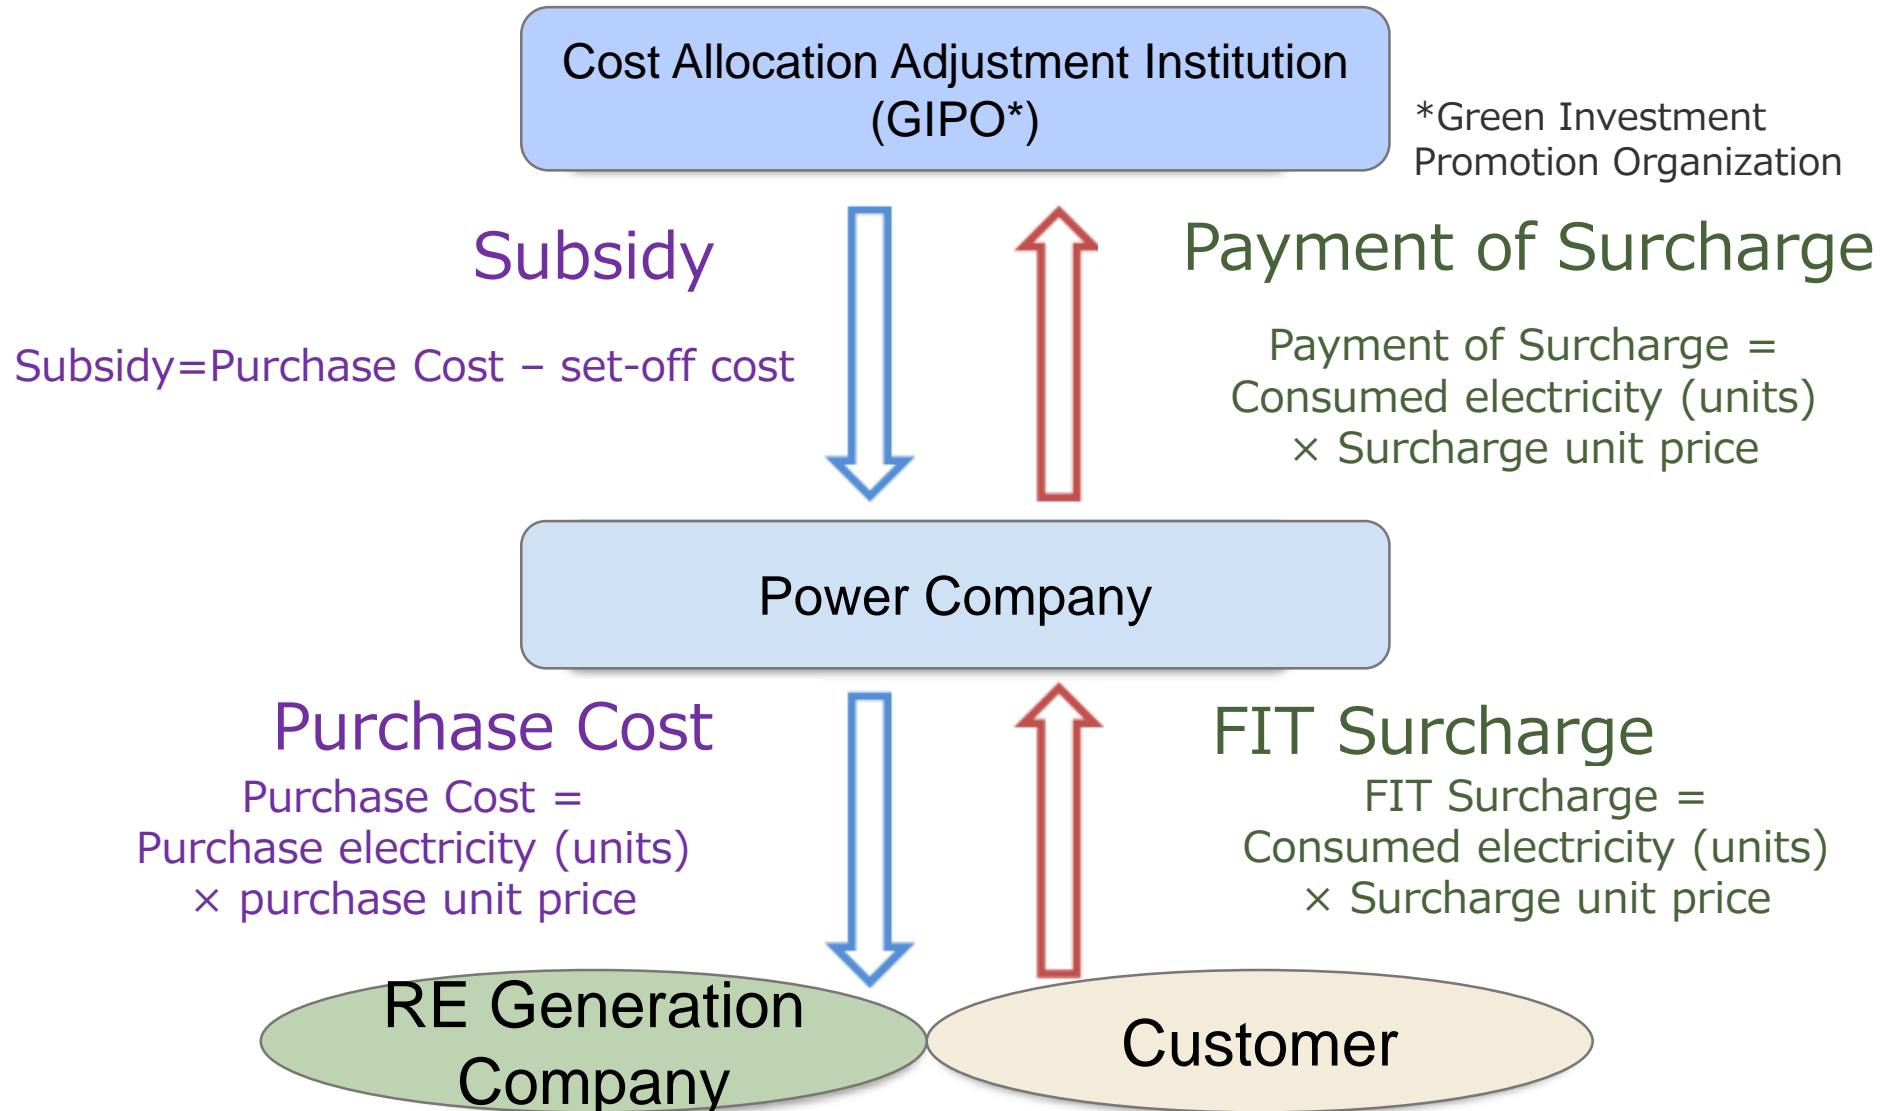 Cost Allocation Adjustment Institution
(GIPO*)
*Green Investment
Promotion Organization
Subsidy
Payment of Surcharge
Subsidy=Purchase Cost – set-off cost
Payment of Surcharge =
Consumed electricity (units)
× Surcharge unit price
Power Company
Purchase Cost
FIT Surcharge
Purchase Cost =
Purchase electricity (units)
× purchase unit price
FIT Surcharge =
Consumed electricity (units)
× Surcharge unit price
RE Generation
Company
Customer